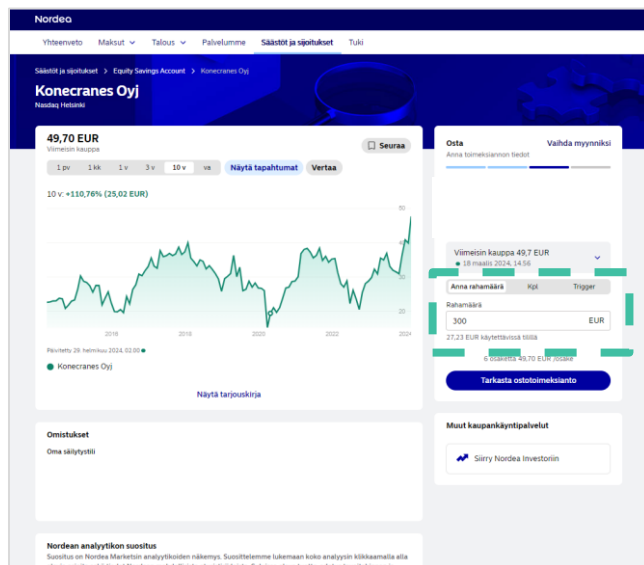 Nordea
Yhteenveto Maksut Talous Palvelumme Säästöt ja sijoitukset Tuki
Säästöt ja sijoitukset > Equity Savings Account > Konecranes Oyj
Konecranes Oyj
Nasdaq Helsinki
49,70 EUR
Viimeisin kauppa
Seuraa
1 pv 1 kk 1 v 3 v 10 v va Näytä tapahtumat Vertaa
10 v: +110,76% (25,02 EUR)
50
40
30
20
2016 2018 2020 2022 2024
Päivitetty 29. helmikuu 2024, 02:00
Konecranes Oyj
Näytä tarjouskirja
Omistukset
Oma säilytystili
Nordean analyytikon suositus
Suositus on Nordea Marketsin analyytikoiden näkemys. Suosittelemme lukemaan koko analyysin klikkaamalla alla
Osta Vaihda myynniksi
Anna toimeksiannon tiedot
Viimeisin kauppa 49,7 EUR
18 maalis 2024, 14:56
Anna rahamäärä Kpl Trigger
Rahamäärä
300 EUR
27,23 EUR käytettävissä tilillä
6 osaketta 49,70 EUR /osake
Tarkasta ostotoimeksianto
Muut kaupankäyntipalvelut
Siirry Nordea Investoriin